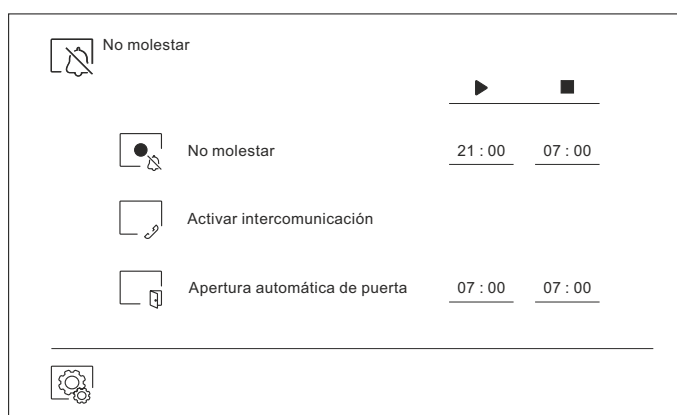 No molestar
No molestar 21 : 00 07 : 00
Activar intercomunicación
Apertura automática de puerta 07 : 00 07 : 00